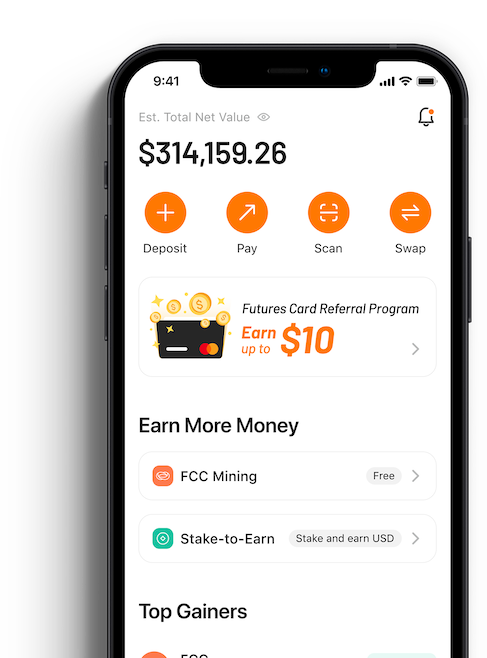 9:41
Est. Total Net Value
$314,159.26
Deposit Pay Scan Swap
Futures Card Referral Program
Earn
up to $10
Earn More Money
FCC Mining Free
Stake-to-Earn Stake and earn USD
Top Gainers